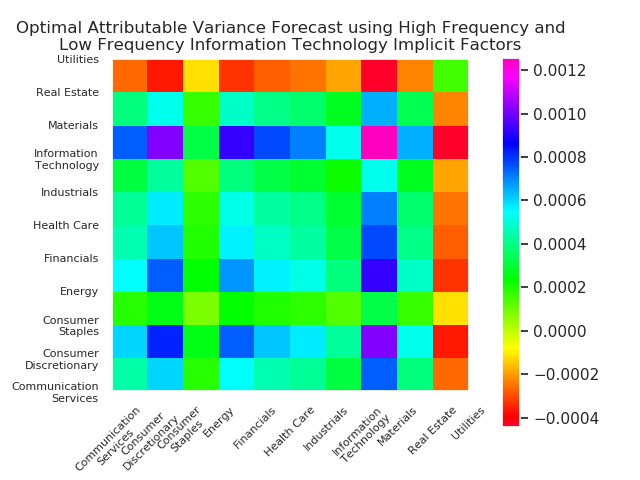 Optimal Attributable Variance Forecast using High Frequency and
Low Frequency Information Technology Implicit Factors
Utilities
Real Estate
Materials
Information
Technology
Industrials
Health Care
Financials
Energy
Consumer
Staples
Consumer
Discretionary
Communication
Services
Communication
Services
Consumer
Discretionary
Consumer
Staples
Energy
Financials
Health Care
Industrials
Information
Technology
Materials
Real Estate
Utilities
0.0012
0.0010
0.0008
0.0006
0.0004
0.0002
0.0000
−0.0002
−0.0004